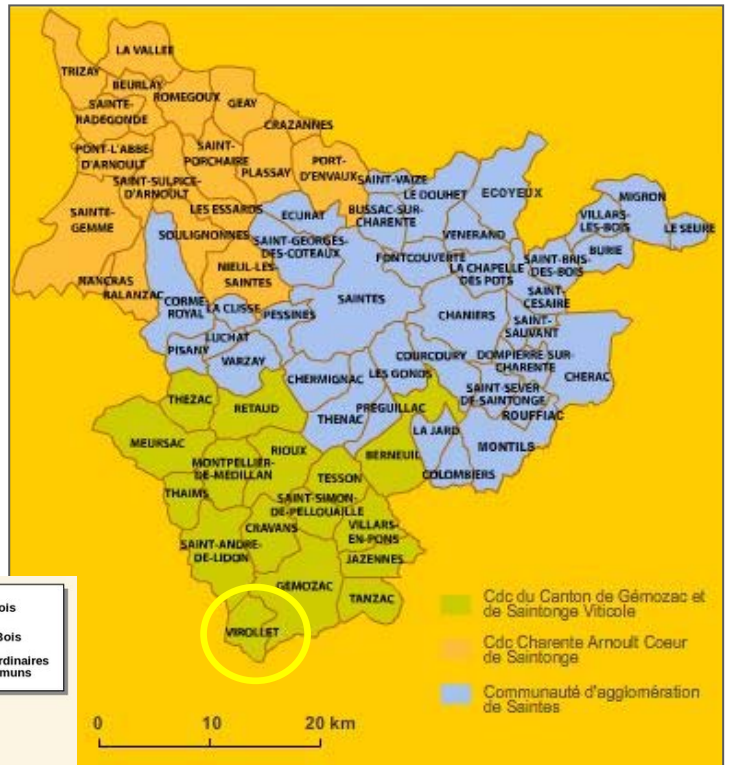 LA VALLEE
TRIZAY
BEURLAY
ROMEGOUX
GEAY
SAINTE-
RADEGONDE
CRAZANNES
PONT-L'ABBE-
D'ARNOULT
SAINT-
PORCHAIRE
PLASSAY
PORT-
D'ENVAUX
SAINT-SULPICE-
D'ARNOULT
SAINT-VAIZE
LE DOUHET
ECOYEUX
MIGRON
VILLARS-
LES-BOIS
LE SEURE
SAINTE-
GEMME
LES ESSARDS
ECURAT
BUSSAC-SUR-
CHARENTE
SOULIGNONNES
SAINT-GEORGES-
DES-COTEAUX
VENERAND
BURIE
FONTCOUVERTE
LA CHAPELLE
DES POTS
SAINT-BRIS-
DES-BOIS
NIEUL-LES-
SAINTES
NANCRAS
BALANZAC
SAINT-
CESAIRE
CORME-
ROYAL
LA CLISSE
PESSINES
SAINTES
CHANIERS
SAINT-
SAUVANT
LUCHAT
PISANY
VARZAY
COURCOURY
DOMPIERRE SUR-
CHARENTE
CHERMIGNAC
LES GONDS
CHERAC
SAINT-SEVER
DE-SAINTONGE
THEZAC
RETAUD
PREGUILLAC
ROUFFIAC
THENAC
LA JARD
MONTILS
MEURSAC
RIOUX
BERNEUIL
MONTPELLIER-
DE-MEDILLAN
COLOMBIERS
TESSON
THAIMS
SAINT-SIMON-
DE-PELLOUAILLE
CRAVANS
VILLARS-
EN-PONS
SAINT-ANDRE-
DE-LIDON
JAZENNES
GEMOZAC
TANZAC
VIROLLET
ois
Bois
rdinaires
muns
Cdc du Canton de Gémozac et
de Saintonge Viticole
Cdc Charente Arnoult Coeur
de Saintonge
Communauté d'agglomération
de Saintes
0 10 20 km